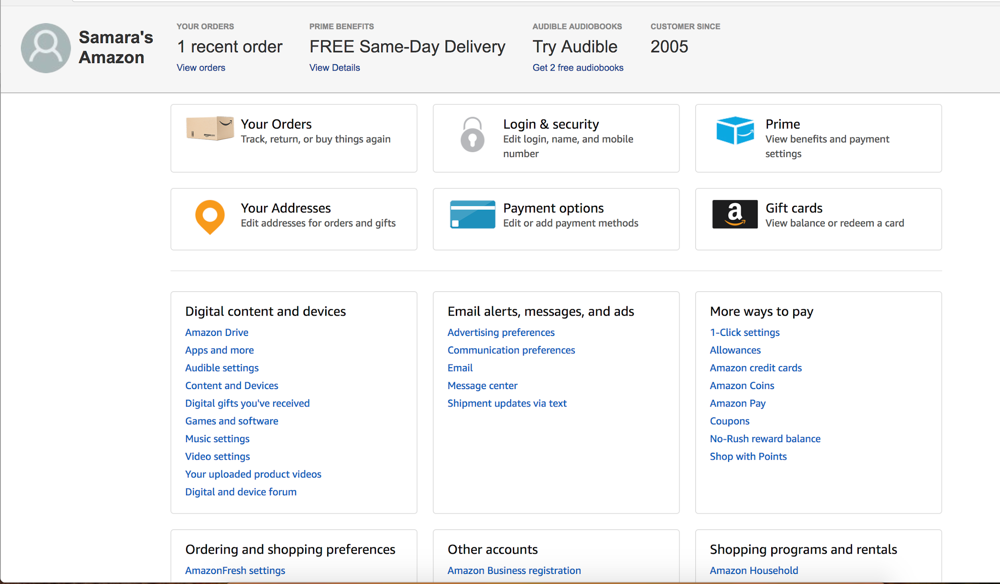 Samara's
Amazon
YOUR ORDERS
1 recent order
View orders
PRIME BENEFITS
FREE Same-Day Delivery
View Details
AUDIBLE AUDIOBOOKS
Try Audible
Get 2 free audiobooks
CUSTOMER SINCE
2005
Your Orders
Track, return, or buy things again
Login & security
Edit login, name, and mobile
number
Prime
View benefits and payment
settings
Your Addresses
Edit addresses for orders and gifts
Payment options
Edit or add payment methods
Gift cards
View balance or redeem a card
Digital content and devices
Amazon Drive
Apps and more
Audible settings
Content and Devices
Digital gifts you've received
Games and software
Music settings
Video settings
Your uploaded product videos
Digital and device forum
Email alerts, messages, and ads
Advertising preferences
Communication preferences
Email
Message center
Shipment updates via text
More ways to pay
1-Click settings
Allowances
Amazon credit cards
Amazon Coins
Amazon Pay
Coupons
No-Rush reward balance
Shop with Points
Ordering and shopping preferences
AmazonFresh settings
Other accounts
Amazon Business registration
Shopping programs and rentals
Amazon Household